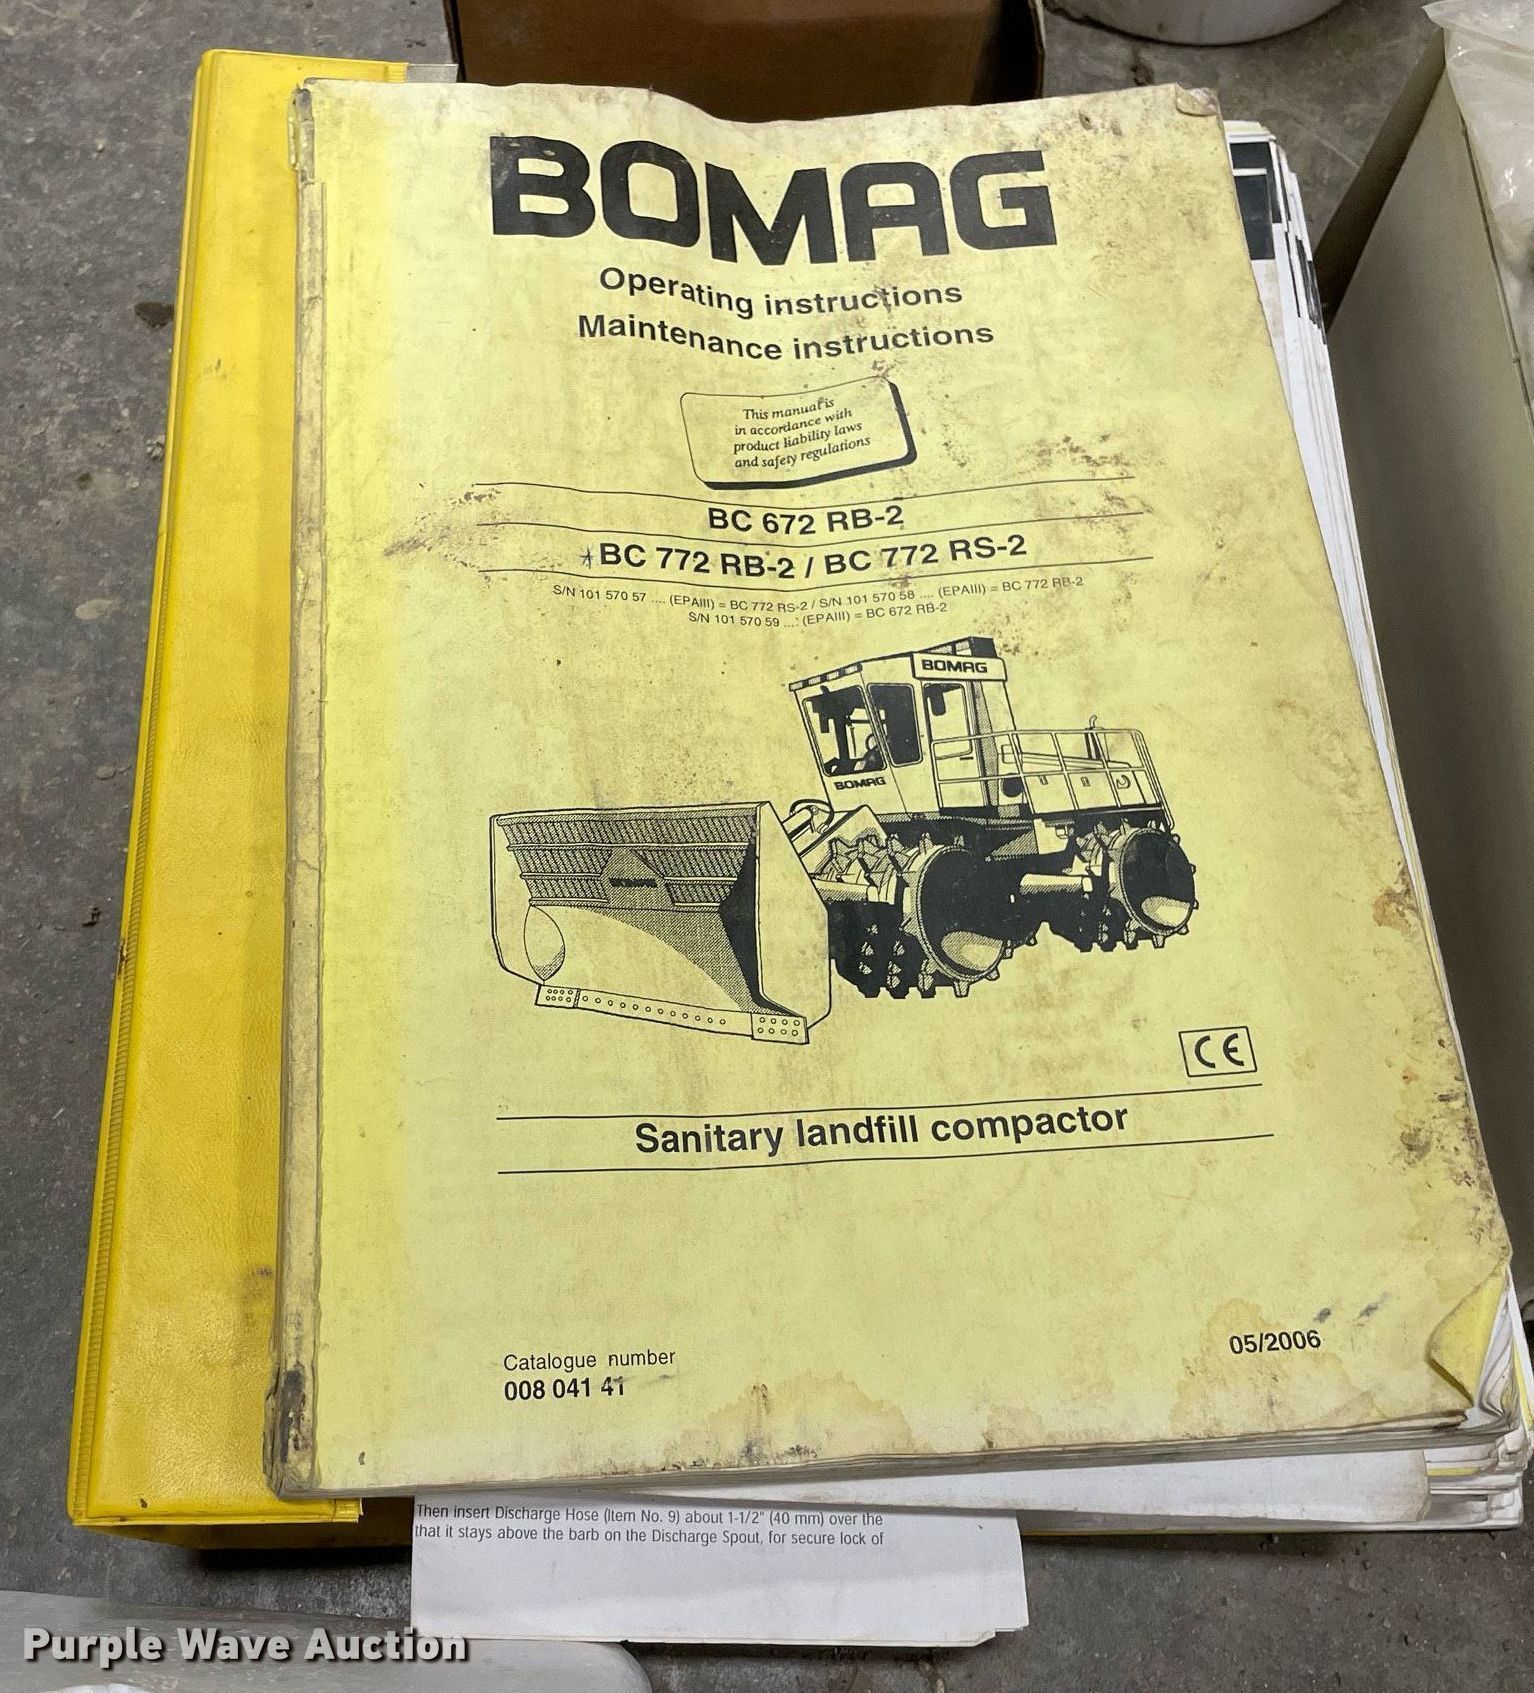 BOMAG
Operating instructions
Maintenance instructions
This manual is
in accordance with
product liability laws
and safety regulations
BC 672 RB-2
BC 772 RB-2 / BC 772 RS-2
S/N 101 570 57 .... (EPAIII) = BC 772 RS-2 / S/N 101 570 58 .... (EPAIII) = BC 772 RB-2
S/N 101 570 59 .... (EPAIII) = BC 672 RB-2
BOMAG
BOMAG
BOMAG
CE
Sanitary landfill compactor
Catalogue number
008 041 41
05/2006
Then insert Discharge Hose (Item No. 9) about 1-1/2" (40 mm) over the
that it stays above the barb on the Discharge Spout, for secure lock of
Purple Wave Auction